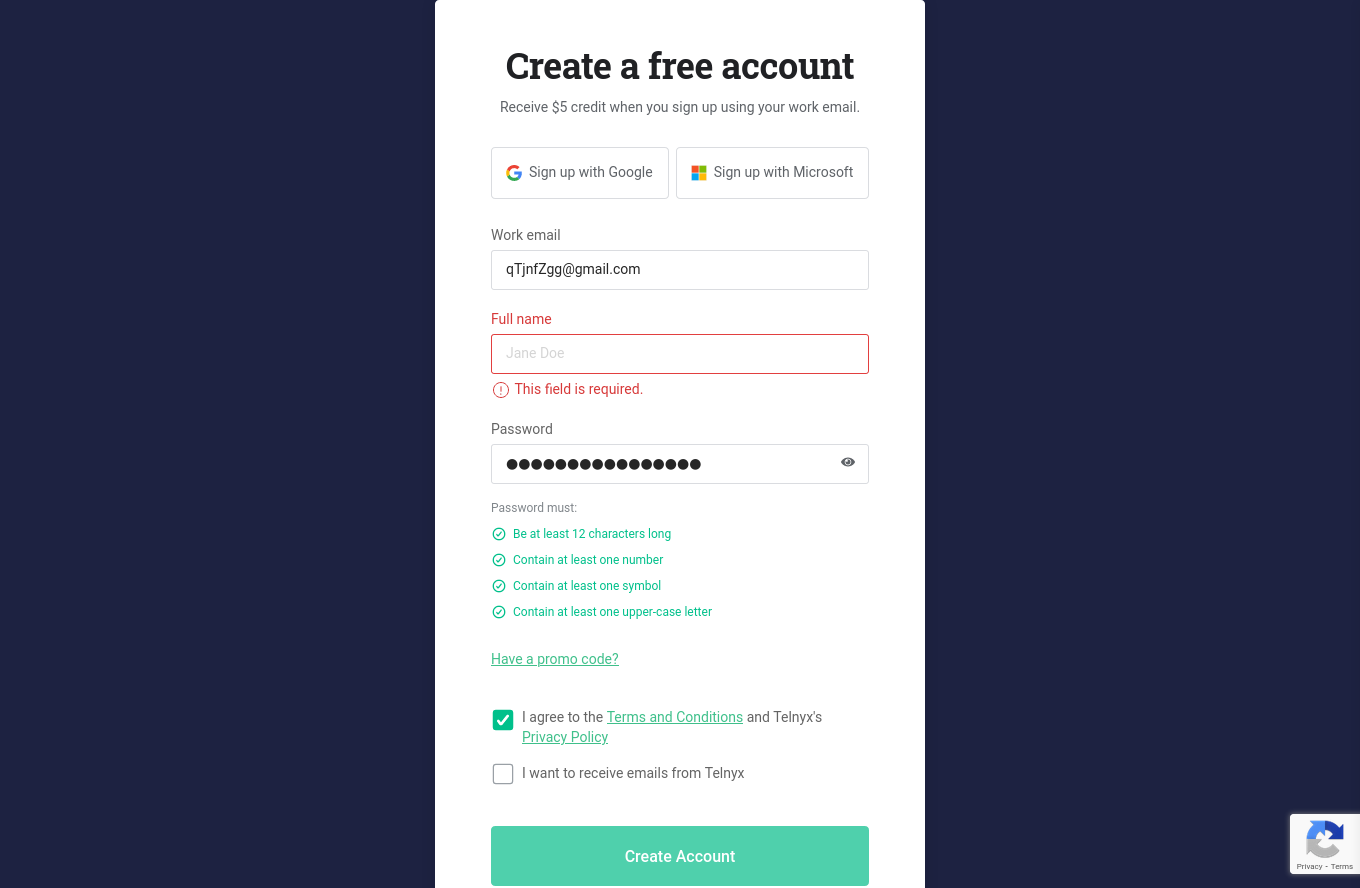 Create a free account
Receive $5 credit when you sign up using your work email.
Sign up with Google
Sign up with Microsoft
Work email
qTjnfZgg@gmail.com
Full name
Jane Doe
This field is required.
Password
●●●●●●●●●●●●●●●●
Password must:
Be at least 12 characters long
Contain at least one number
Contain at least one symbol
Contain at least one upper-case letter
Have a promo code?
I agree to the Terms and Conditions and Telnyx's
Privacy Policy
I want to receive emails from Telnyx
Create Account
Privacy - Terms